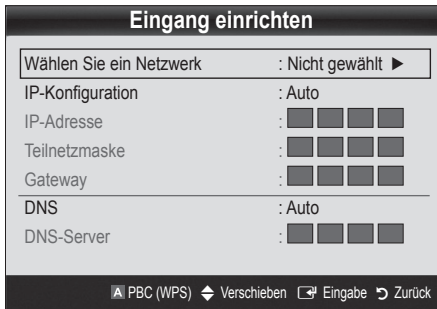 Eingang einrichten
Wählen Sie ein Netzwerk : Nicht gewählt ►
IP-Konfiguration : Auto
IP-Adresse :
Teilnetzmaske :
Gateway :
DNS : Auto
DNS-Server :
A PBC (WPS) Verschieben Eingabe Zurück